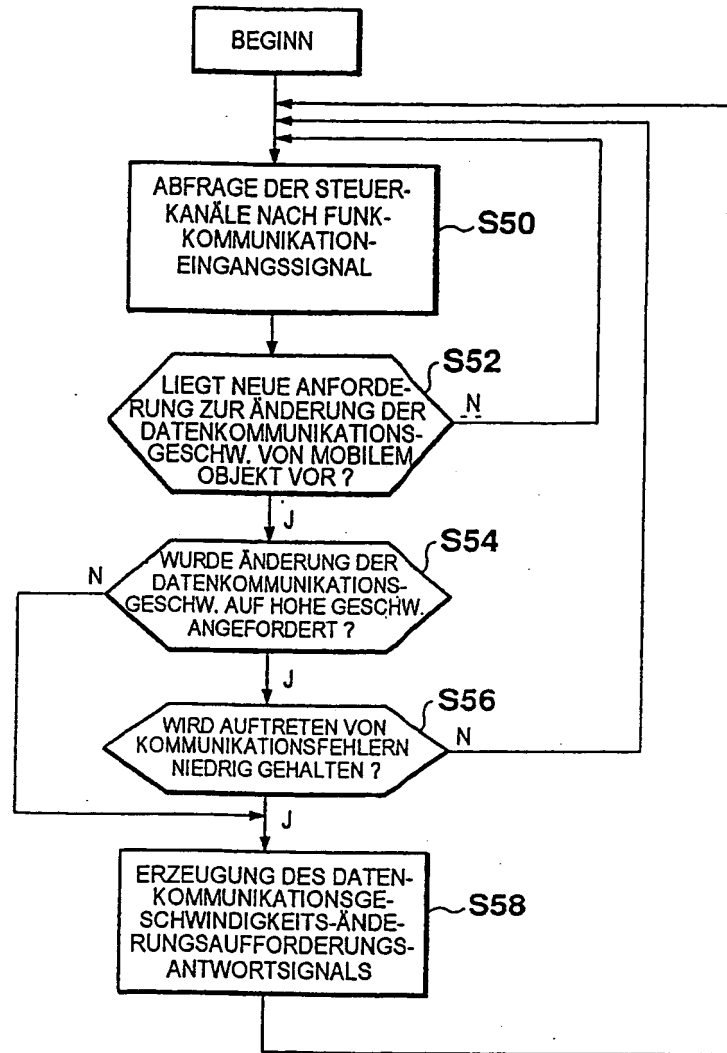 BEGINN
ABFRAGE DER STEUER-
KANÄLE NACH FUNK-
KOMMUNIKATION-
EINGANGSSIGNAL
S50
S52
LIEGT NEUE ANFORDE-
RUNG ZUR ÄNDERUNG DER
DATENKOMMUNIKATIONS-
GESCHW. VON MOBILEM
OBJEKT VOR ?
N
J
S54
N
WURDE ÄNDERUNG DER
DATENKOMMUNIKATIONS-
GESCHW. AUF HOHE GESCHW.
ANGEFORDERT ?
J
S56
WIRD AUFTRETEN VON
KOMMUNIKATIONSFEHLERN
NIEDRIG GEHALTEN ?
N
J
ERZEUGUNG DES DATEN-
KOMMUNIKATIONSGE-
SCHWINDIGKEITS-ÄNDE-
RUNGSAUFFORDERUNGS-
ANTWORTSIGNALS
S58